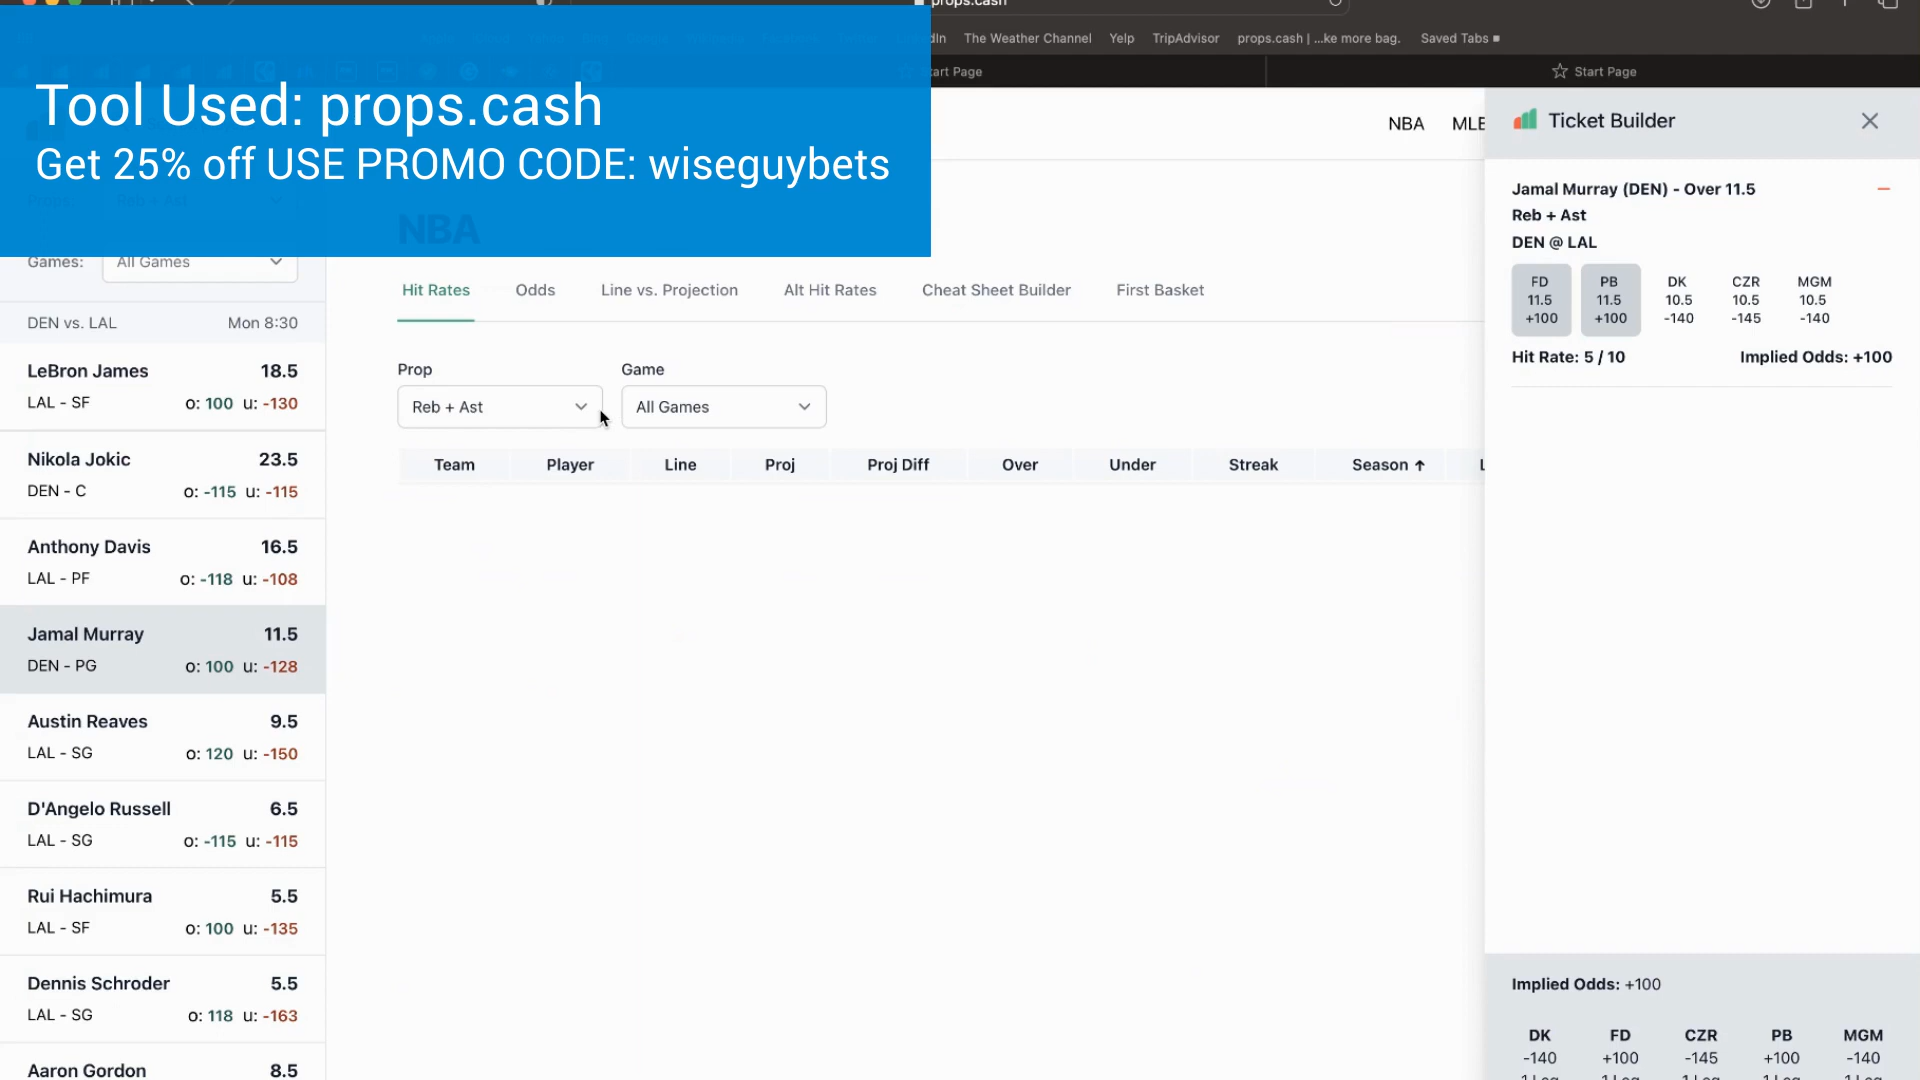 props.cash
The Weather Channel Yelp TripAdvisor props.cash | ...ke more bag. Saved Tabs
Start Page
Tool Used: props.cash
Get 25% off USE PROMO CODE: wiseguybets
NBA
Props: Reb + Ast
Games: All Games
DEN vs. LAL Mon 8:30
LeBron James 18.5
LAL - SF o: 100 u: -130
Nikola Jokic 23.5
DEN - C o: -115 u: -115
Anthony Davis 16.5
LAL - PF o: -118 u: -108
Jamal Murray 11.5
DEN - PG o: 100 u: -128
Austin Reaves 9.5
LAL - SG o: 120 u: -150
D'Angelo Russell 6.5
LAL - SG o: -115 u: -115
Rui Hachimura 5.5
LAL - SF o: 100 u: -135
Dennis Schroder 5.5
LAL - SG o: 118 u: -163
Aaron Gordon 8.5
NBA
Hit Rates Odds Line vs. Projection Alt Hit Rates Cheat Sheet Builder First Basket
Prop Game
Reb + Ast All Games
Team Player Line Proj Proj Diff Over Under Streak Season ↑
Ticket Builder
Jamal Murray (DEN) - Over 11.5
Reb + Ast
DEN @ LAL
FD PB DK CZR MGM
11.5 11.5 10.5 10.5 10.5
+100 +100 -140 -145 -140
Hit Rate: 5 / 10 Implied Odds: +100
Implied Odds: +100
DK FD CZR PB MGM
-140 +100 -145 +100 -140